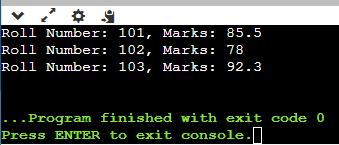 Roll Number: 101, Marks: 85.5
Roll Number: 102, Marks: 78
Roll Number: 103, Marks: 92.3
...Program finished with exit code 0
Press ENTER to exit console.